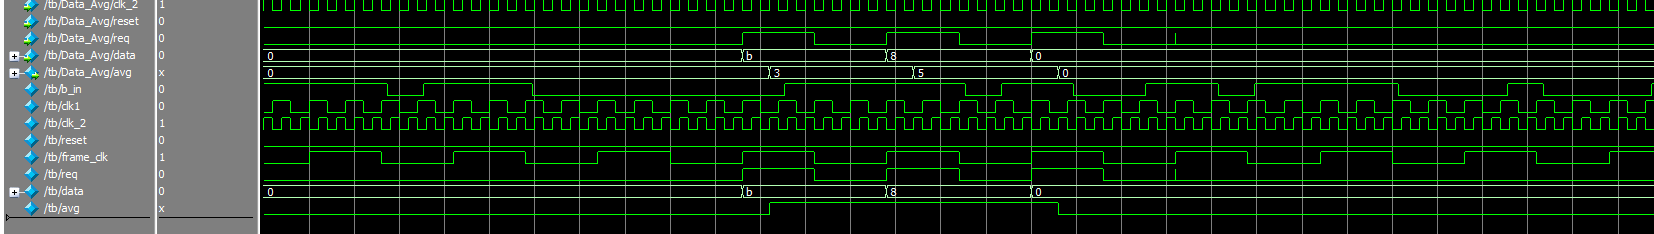 /tb/Data_Avg/clk_2 1
/tb/Data_Avg/reset 0
/tb/Data_Avg/req 0
/tb/Data_Avg/data 0 0 b 8 0
/tb/Data_Avg/avg x 0 3 5 0
/tb/b_in 0
/tb/clk1 0
/tb/clk_2 1
/tb/reset 0
/tb/frame_clk 1
/tb/req 0
/tb/data 0 0 b 8 0
/tb/avg x